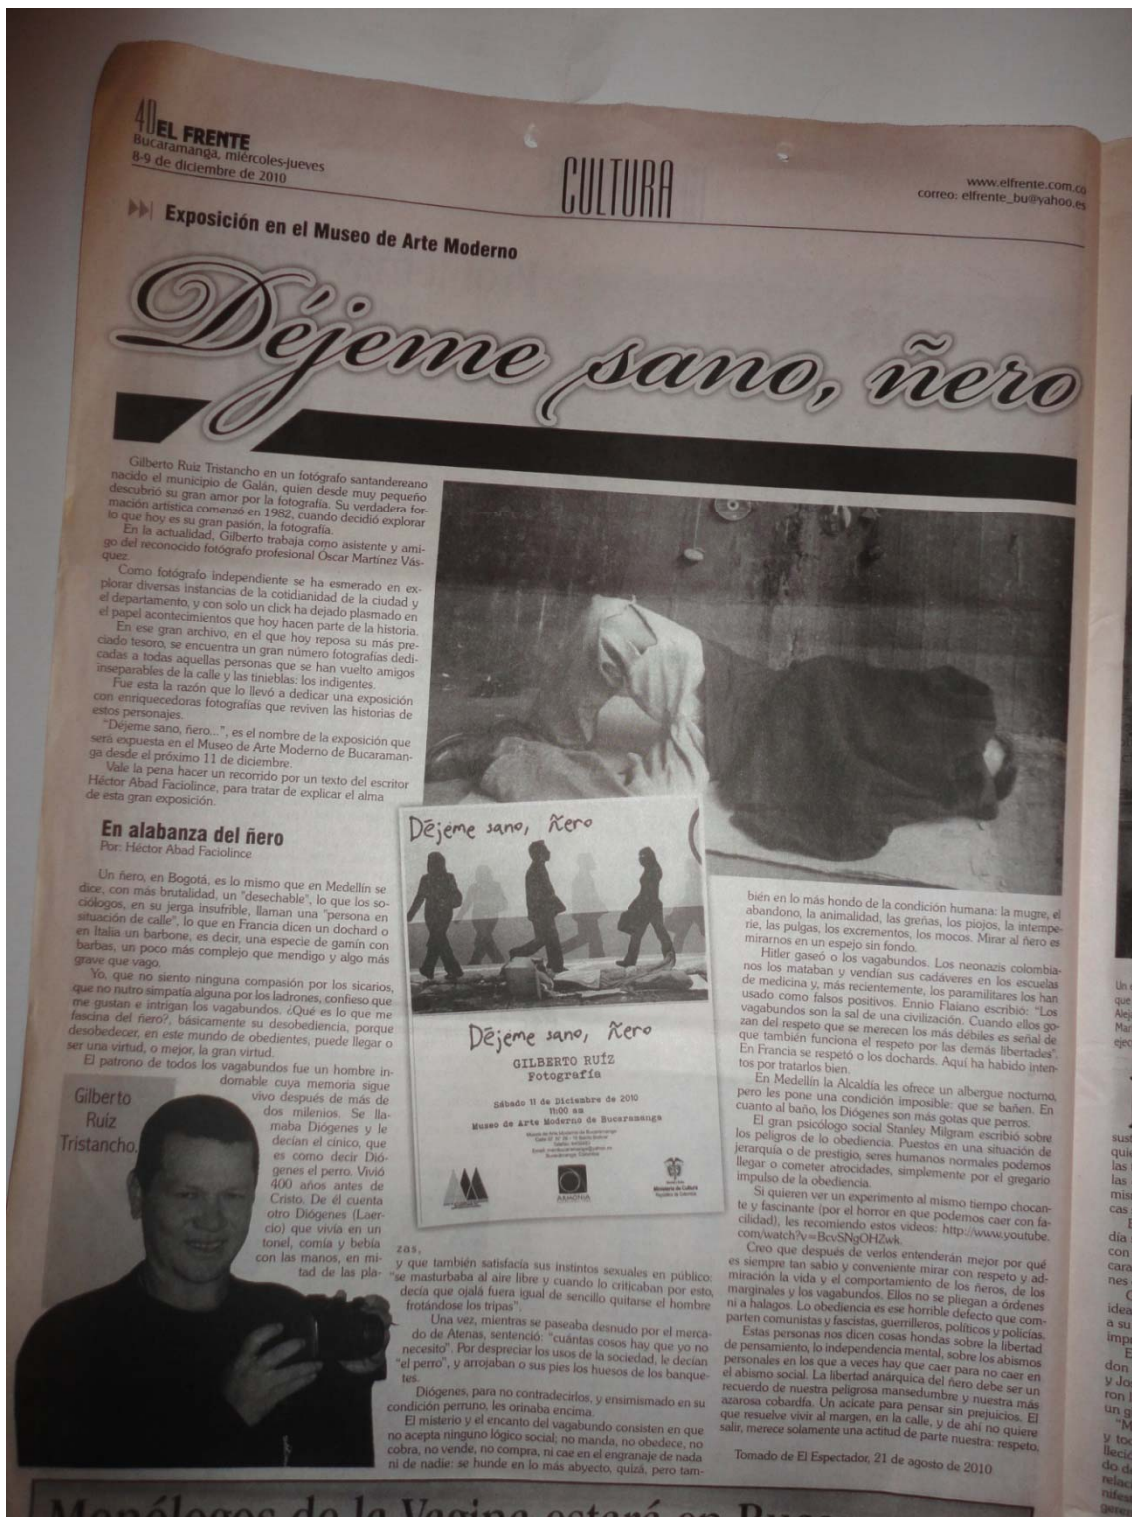 4D EL FRENTE
Bucaramanga, miércoles-jueves
8-9 de diciembre de 2010
CULTURA
www.elfrente.com.co
correo: elfrente_bu@yahoo.es
Exposición en el Museo de Arte Moderno
Déjeme sano, ñero
Gilberto Ruiz Tristancho en un fotógrafo santandereano
nacido el municipio de Galán, quien desde muy pequeño
descubrió su gran amor por la fotografía. Su verdadera for-
mación artística comenzó en 1982, cuando decidió explorar
lo que hoy es su gran pasión, la fotografía.
En la actualidad, Gilberto trabaja como asistente y ami-
go del reconocido fotógrafo profesional Óscar Martínez Vás-
quez.
Como fotógrafo independiente se ha esmerado en ex-
plorar diversas instancias de la cotidianidad de la ciudad y
el departamento, y con solo un click ha dejado plasmado en
el papel acontecimientos que hoy hacen parte de la historia.
En ese gran archivo, en el que hoy reposa su más pre-
ciado tesoro, se encuentra un gran número fotografías dedi-
cadas a todas aquellas personas que se han vuelto amigos
inseparables de la calle y las tinieblas: los indigentes.
Fue esta la razón que lo llevó a dedicar una exposición
con enriquecedoras fotografías que reviven las historias de
estos personajes.
"Déjeme sano, ñero...", es el nombre de la exposición que
será expuesta en el Museo de Arte Moderno de Bucaraman-
ga desde el próximo 11 de diciembre.
Vale la pena hacer un recorrido por un texto del escritor
Héctor Abad Faciolince, para tratar de explicar el alma
de esta gran exposición.
En alabanza del ñero
Por: Héctor Abad Faciolince
Un ñero, en Bogotá, es lo mismo que en Medellín se
dice, con más brutalidad, un "desechable", lo que los so-
ciólogos, en su jerga insufrible, llaman una "persona en
situación de calle", lo que en Francia dicen un dochard o
en Italia un barbone, es decir, una especie de gamín con
barbas, un poco más complejo que mendigo y algo más
grave que vago.
Yo, que no siento ninguna compasión por los sicarios,
que no nutro simpatía alguna por los ladrones, confieso que
me gustan e intrigan los vagabundos. ¿Qué es lo que me
fascina del ñero?, básicamente su desobediencia, porque
desobedecer, en este mundo de obedientes, puede llegar o
ser una virtud, o mejor, la gran virtud.
El patrono de todos los vagabundos fue un hombre in-
domable cuya memoria sigue
vivo después de más de
dos milenios. Se lla-
maba Diógenes y le
decían el cínico, que
es como decir Dió-
genes el perro. Vivió
400 años antes de
Cristo. De él cuenta
otro Diógenes (Laer-
cio) que vivía en un
tonel, comía y bebía
con las manos, en mi-
tad de las pla-
Gilberto
Ruiz
Tristancho.
zas,
y que también satisfacía sus instintos sexuales en público:
"se masturbaba al aire libre y cuando lo criticaban por esto,
decía que ojalá fuera igual de sencillo quitarse el hombre
frotándose los tripas".
Una vez, mientras se paseaba desnudo por el merca-
do de Atenas, sentenció: "cuántas cosos hay que yo no
necesito". Por despreciar los usos de la sociedad, le decían
"el perro", y arrojaban o sus pies los huesos de los banque-
tes.
Diógenes, para no contradecirlos, y ensimismado en su
condición perruno, les orinaba encima.
El misterio y el encanto del vagabundo consisten en que
no acepta ninguno lógico social; no manda, no obedece, no
cobra, no vende, no compra, ni cae en el engranaje de nada
ni de nadie: se hunde en lo más abyecto, quizá, pero tam-
Déjeme sano, ñero
Déjeme sano, ñero
GILBERTO RUÍZ
Fotografía
Sábado 11 de Diciembre de 2010
11:00 am
Museo de Arte Moderno de Bucaramanga
Bucaramanga, Colombia
ARMONIA
Ministerio de Cultura
República de Colombia
bién en lo más hondo de la condición humana: la mugre, el
abandono, la animalidad, las greñas, los piojos, la intempe-
rie, las pulgas, los excrementos, los mocos. Mirar al ñero es
mirarnos en un espejo sin fondo.
Hitler gaseó o los vagabundos. Los neonazis colombia-
nos los mataban y vendían sus cadáveres en los escuelas
de medicina y, más recientemente, los paramilitares los han
usado como falsos positivos. Ennio Flaiano escribió: "Los
vagabundos son la sal de una civilización. Cuando ellos go-
zan del respeto que se merecen los más débiles es señal de
que también funciona el respeto por las demás libertades".
En Francia se respetó o los dochards. Aquí ha habido inten-
tos por tratarlos bien.
En Medellín la Alcaldía les ofrece un albergue nocturno,
pero les pone una condición imposible: que se bañen. En
cuanto al baño, los Diógenes son más gotas que perros.
El gran psicólogo social Stanley Milgram escribió sobre
los peligros de lo obediencia. Puestos en una situación de
jerarquía o de prestigio, seres humanos normales podemos
llegar o cometer atrocidades, simplemente por el gregario
impulso de la obediencia.
Si quieren ver un experimento al mismo tiempo chocan-
te y fascinante (por el horror en que podemos caer con fa-
cilidad), les recomiendo estos videos: http://www.youtube.
com/watch?v=BcvSNgOHZwk.
Creo que después de verlos entenderán mejor por qué
es siempre tan sabio y conveniente mirar con respeto y ad-
miración la vida y el comportamiento de los ñeros, de los
marginales y los vagabundos. Ellos no se pliegan a órdenes
ni a halagos. Lo obediencia es ese horrible defecto que com-
parten comunistas y fascistas, guerrilleros, políticos y policías.
Estas personas nos dicen cosas hondas sobre la libertad
de pensamiento, lo independencia mental, sobre los abismos
personales en los que a veces hay que caer para no caer en
el abismo social. La libertad anárquica del ñero debe ser un
recuerdo de nuestra peligrosa mansedumbre y nuestra más
azarosa cobardía. Un acicate para pensar sin prejuicios. El
que resuelve vivir al margen, en la calle, y de ahí no quiere
salir, merece solamente una actitud de parte nuestra: respeto,
Tomado de El Espectador, 21 de agosto de 2010
Monólogos de la Vagina estará en